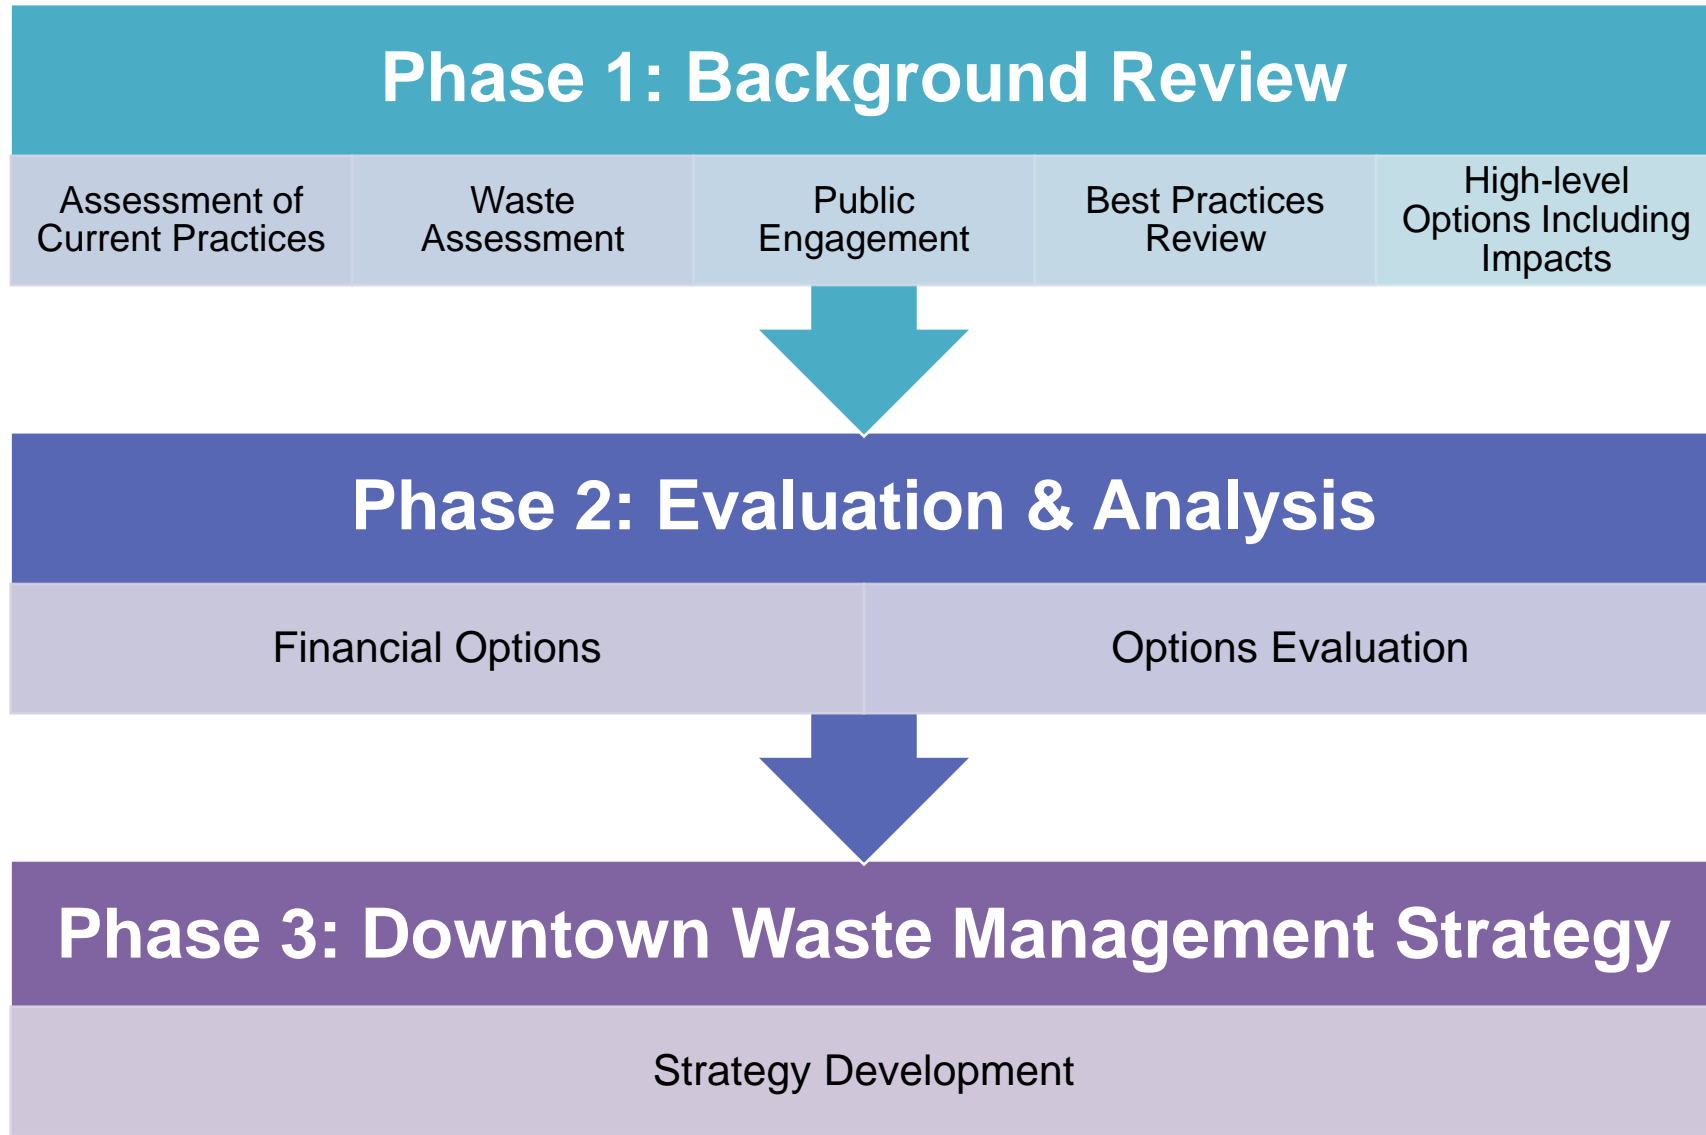 Phase 1: Background Review
Assessment of
Current Practices
Waste
Assessment
Public
Engagement
Best Practices
Review
High-level
Options Including
Impacts
Phase 2: Evaluation & Analysis
Financial Options
Options Evaluation
Phase 3: Downtown Waste Management Strategy
Strategy Development